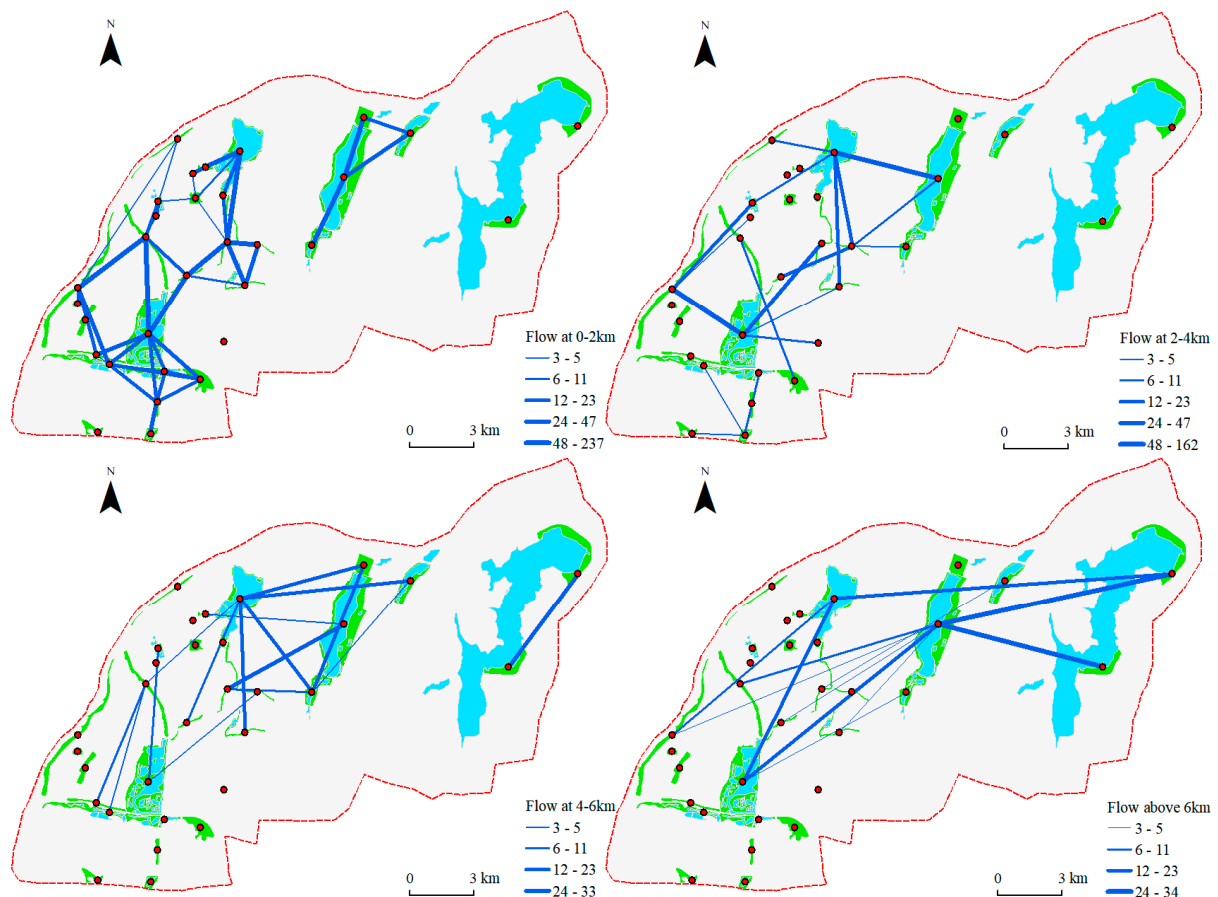 N
Flow at 0-2km
3 - 5
6 - 11
12 - 23
24 - 47
48 - 237
0 3 km
N
Flow at 2-4km
3 - 5
6 - 11
12 - 23
24 - 47
48 - 162
0 3 km
N
Flow at 4-6km
3 - 5
6 - 11
12 - 23
24 - 33
0 3 km
N
Flow above 6km
3 - 5
6 - 11
12 - 23
24 - 34
0 3 km